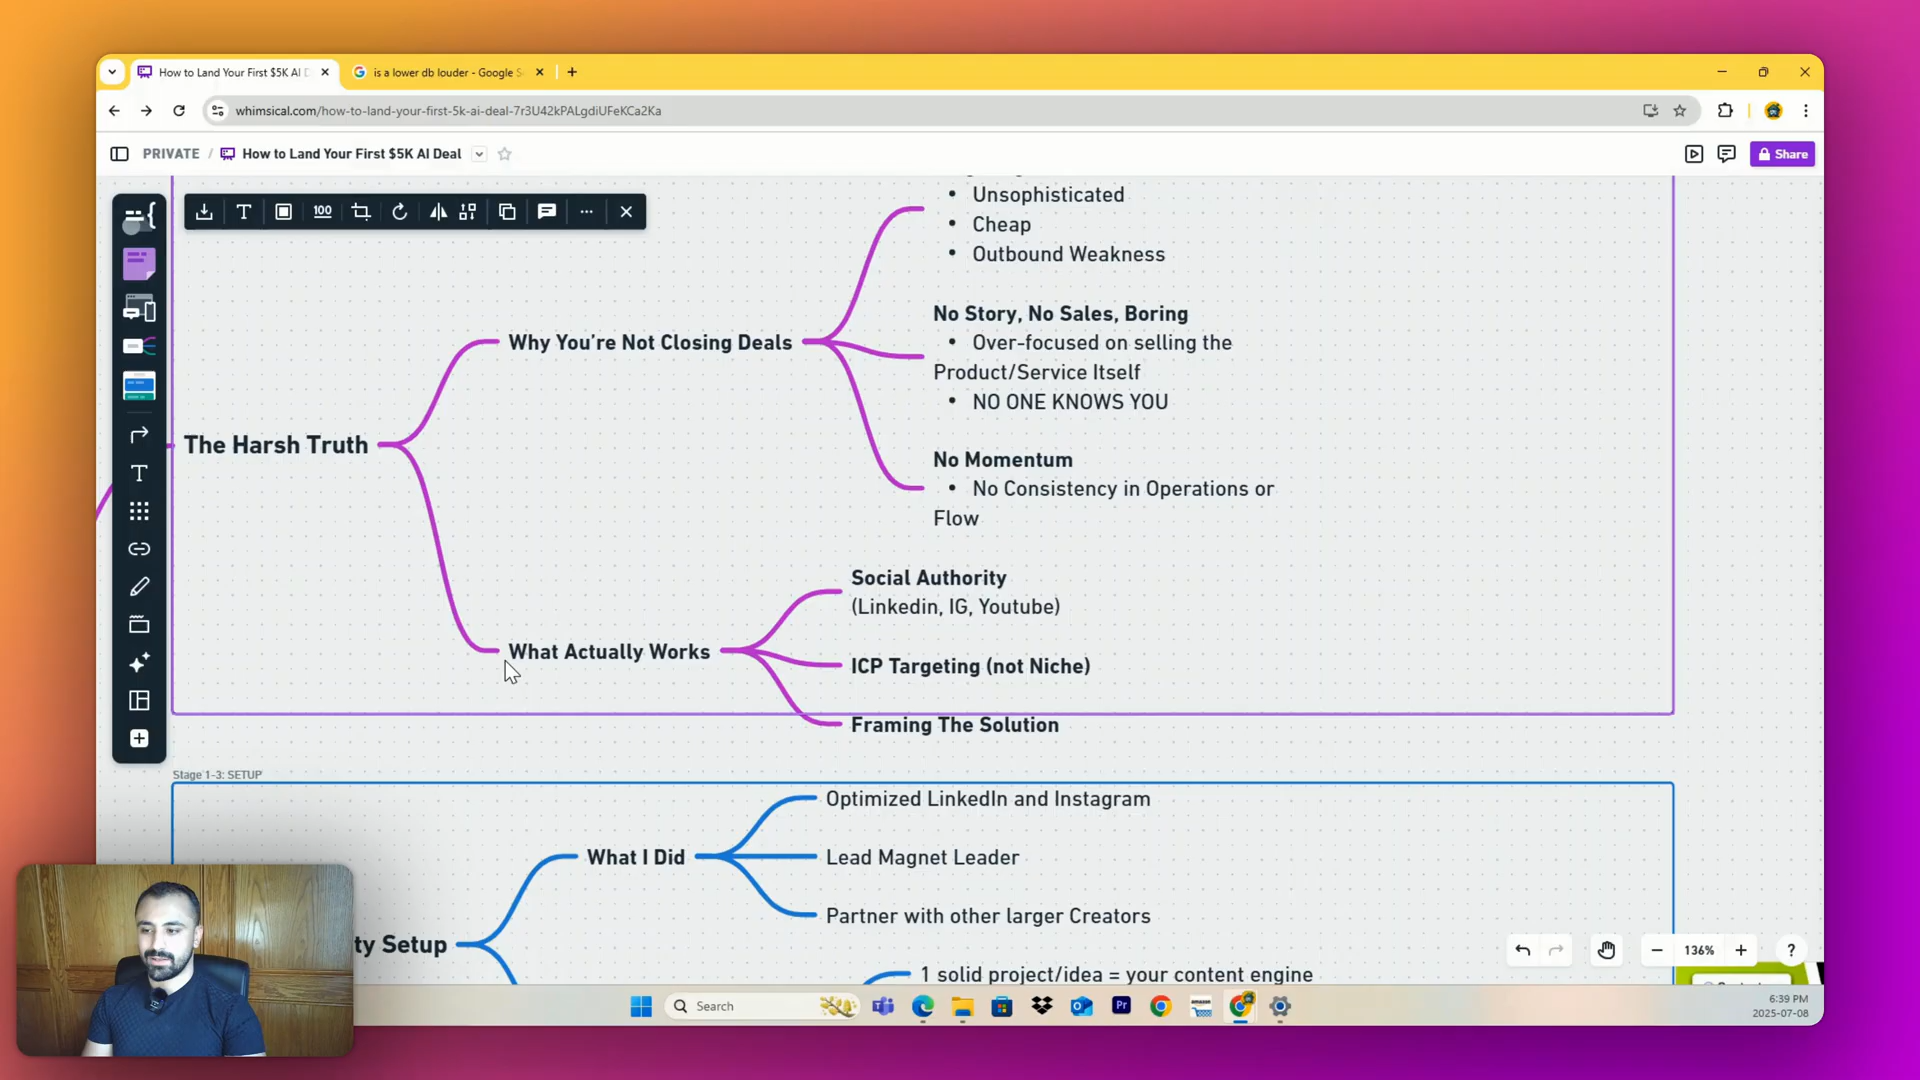 How to Land Your First $5K AI D
is a lower db louder - Google S
whimsical.com/how-to-land-your-first-5k-ai-deal-7r3U42kPALgdiUFeKCa2Ka
PRIVATE / How to Land Your First $5K AI Deal
Share
100
Unsophisticated
Cheap
Outbound Weakness
No Story, No Sales, Boring
Over-focused on selling the
Product/Service Itself
NO ONE KNOWS YOU
Why You're Not Closing Deals
No Momentum
No Consistency in Operations or
Flow
The Harsh Truth
Social Authority
(Linkedin, IG, Youtube)
What Actually Works
ICP Targeting (not Niche)
Framing The Solution
Stage 1-3: SETUP
Optimized LinkedIn and Instagram
What I Did
Lead Magnet Leader
Partner with other larger Creators
ty Setup
1 solid project/idea = your content engine
136%
?
Search
Pr
6:39 PM
2025-07-08